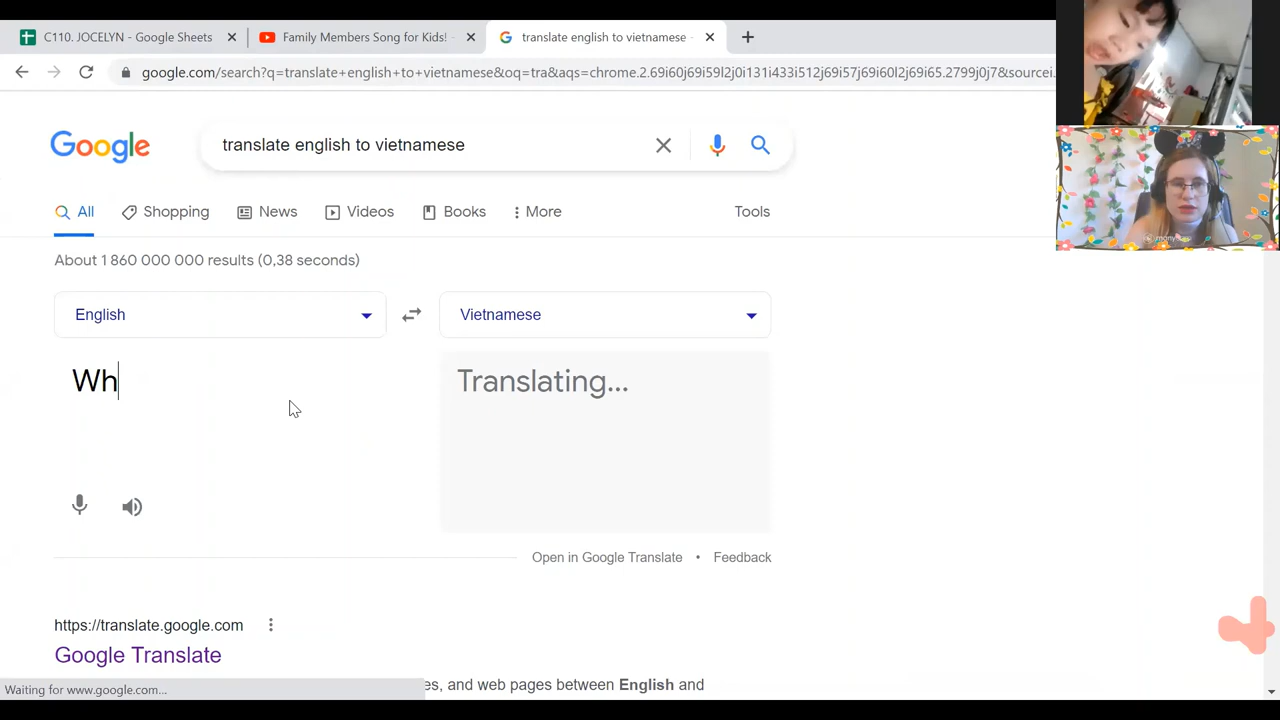 C110. JOCELYN - Google Sheets
Family Members Song for Kids! -
translate english to vietnamese -
google.com/search?q=translate+english+to+vietnamese&oq=tra&aqs=chrome.2.69i60j69i59l2j0i131i433i512j69i57j69i60l2j69i65.2799j0j7&sourcei.
Google
translate english to vietnamese
All
Shopping
News
Videos
Books
More
Tools
About 1 860 000 000 results (0,38 seconds)
English
Vietnamese
Wh
Translating...
Open in Google Translate • Feedback
https://translate.google.com
Google Translate
Waiting for www.google.com...
es, and web pages between English and